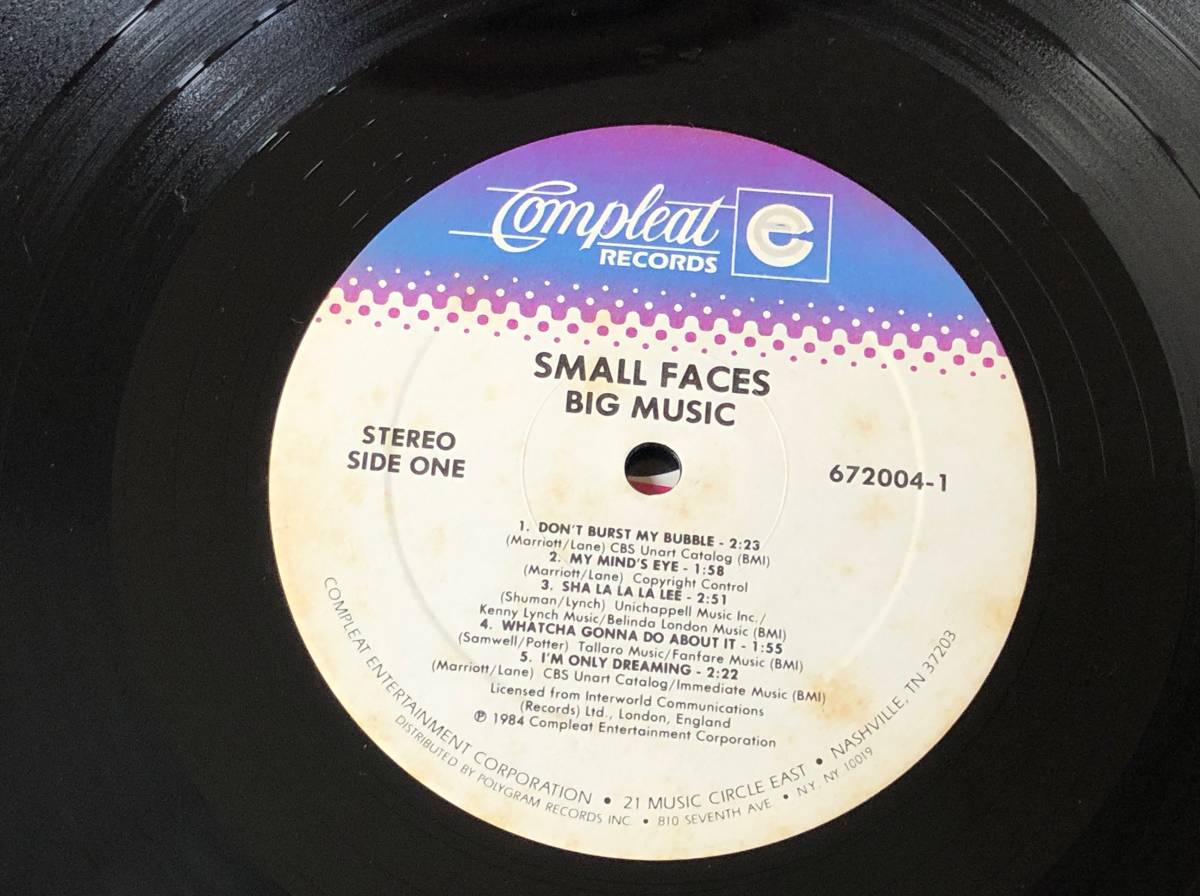 Compleat
RECORDS
e
SMALL FACES
BIG MUSIC
STEREO
SIDE ONE
672004-1
1. DON'T BURST MY BUBBLE - 2:23
(Marriott/Lane) CBS Unart Catalog (BMI)
2. MY MIND'S EYE - 1:58
(Marriott/Lane) Copyright Control
3. SHA LA LA LA LEE - 2:51
(Shuman/Lynch) Unichappell Music Inc./
Kenny Lynch Music/Belinda London Music (BMI)
4. WHATCHA GONNA DO ABOUT IT - 1:55
(Samwell/Potter) Tallaro Music/Fanfare Music (BMI)
5. I'M ONLY DREAMING - 2:22
(Marriott/Lane) CBS Unart Catalog/Immediate Music (BMI)
Licensed from Interworld Communications
(Records) Ltd., London, England
℗ 1984 Compleat Entertainment Corporation
COMPLEAT ENTERTAINMENT CORPORATION • 21 MUSIC CIRCLE EAST • NASHVILLE, TN 37203
DISTRIBUTED BY POLYGRAM RECORDS INC. • 810 SEVENTH AVE. • N.Y. NY 10019